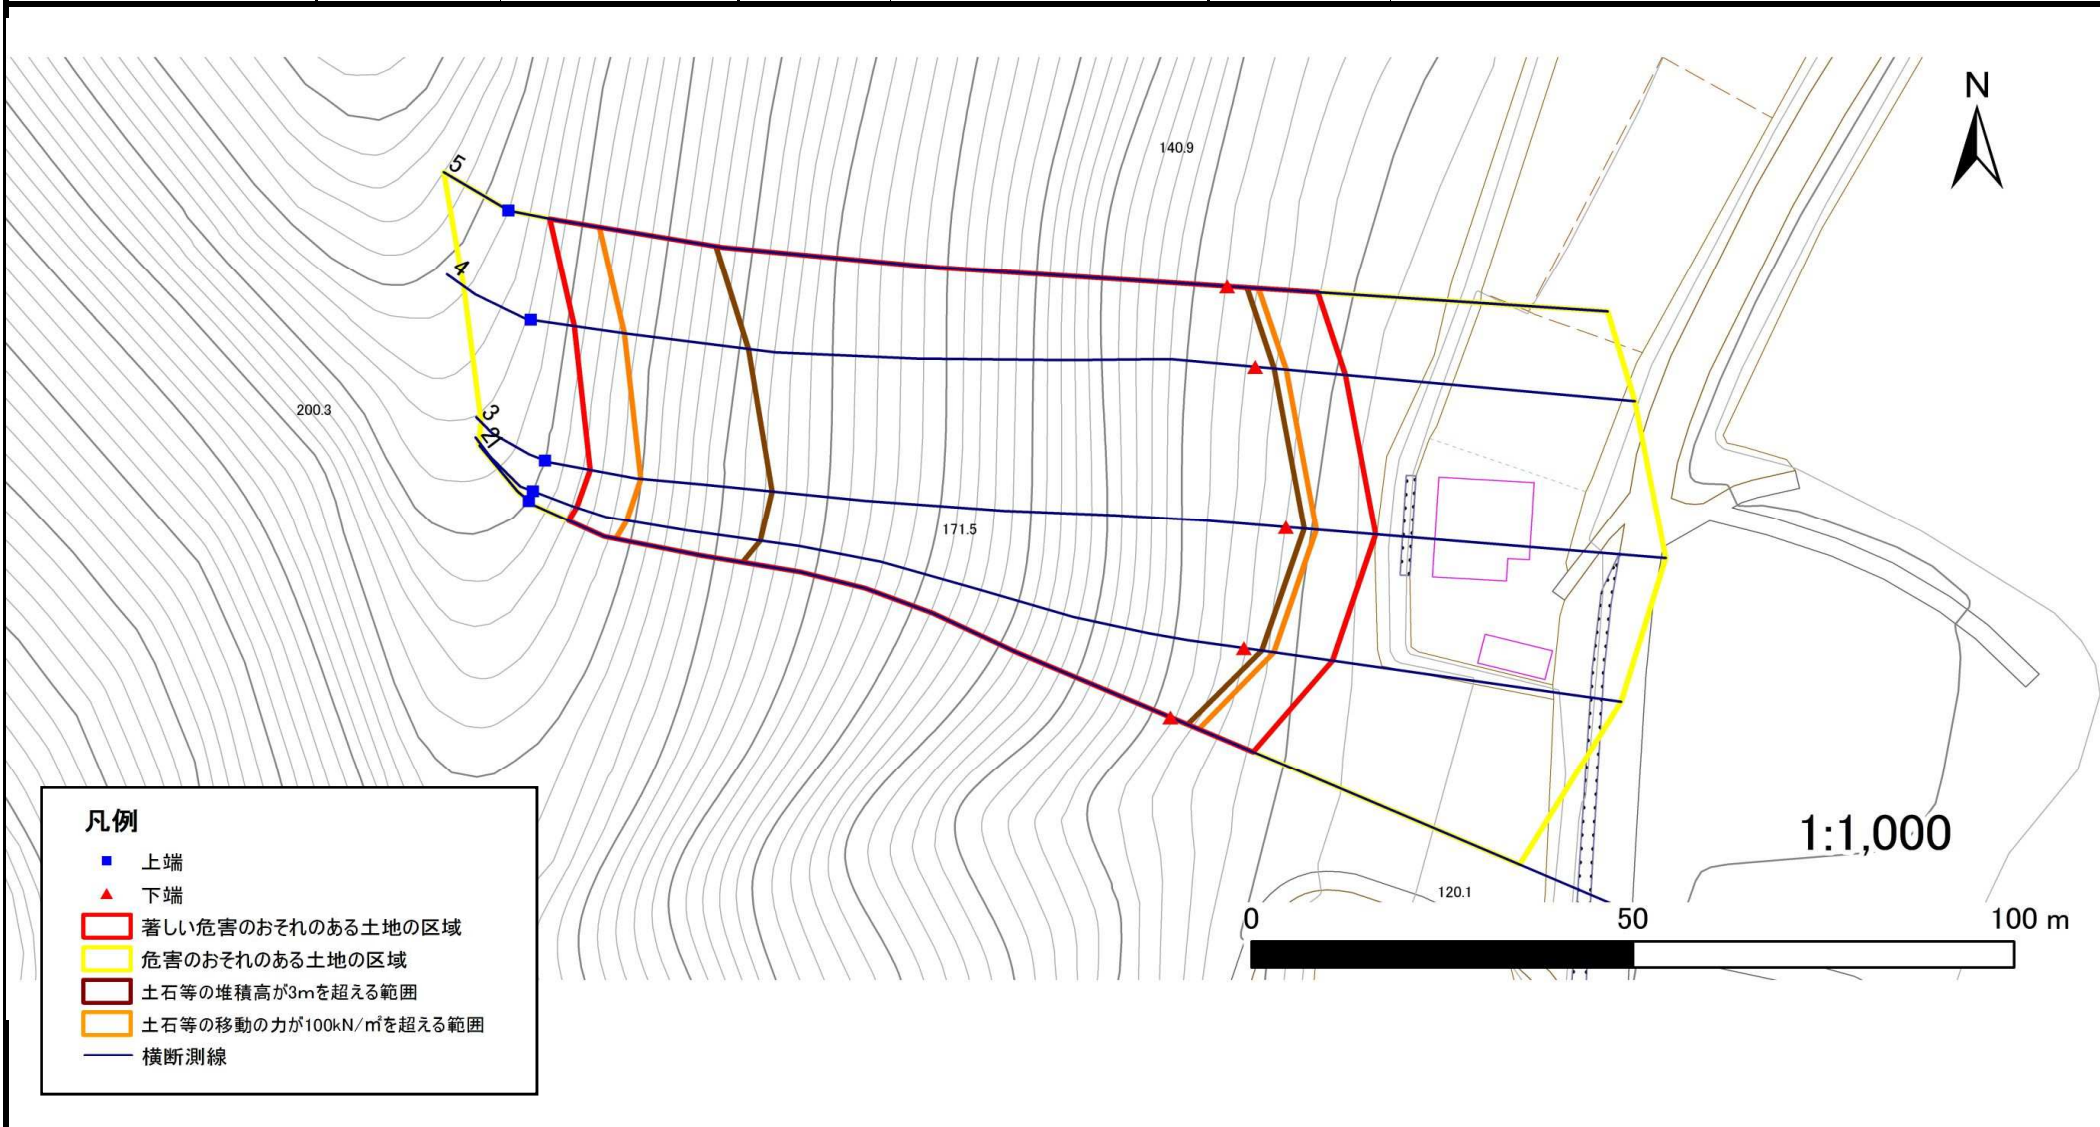 N
140.9
5
4
200.3
3
2
1
171.5
1:1,000
120.1
0 50 100 m
凡例
上端
下端
著しい危害のおそれのある土地の区域
危害のおそれのある土地の区域
土石等の堆積高が3mを超える範囲
土石等の移動の力が100kN/㎡を超える範囲
横断測線